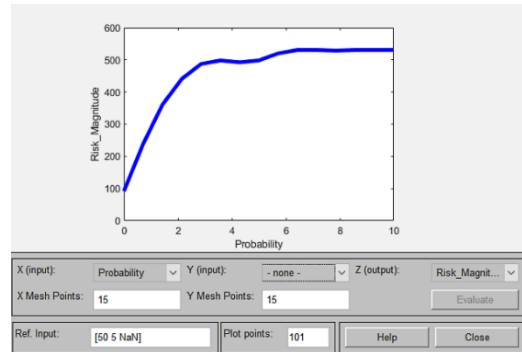 600
500
400
300
200
100
0
Risk_Magnitude
0 2 4 6 8 10
Probability
X (input): Probability Y (input): - none - Z (output): Risk_Magnit...
X Mesh Points: 15 Y Mesh Points: 15 Evaluate
Ref. Input: [50 5 NaN] Plot points: 101 Help Close